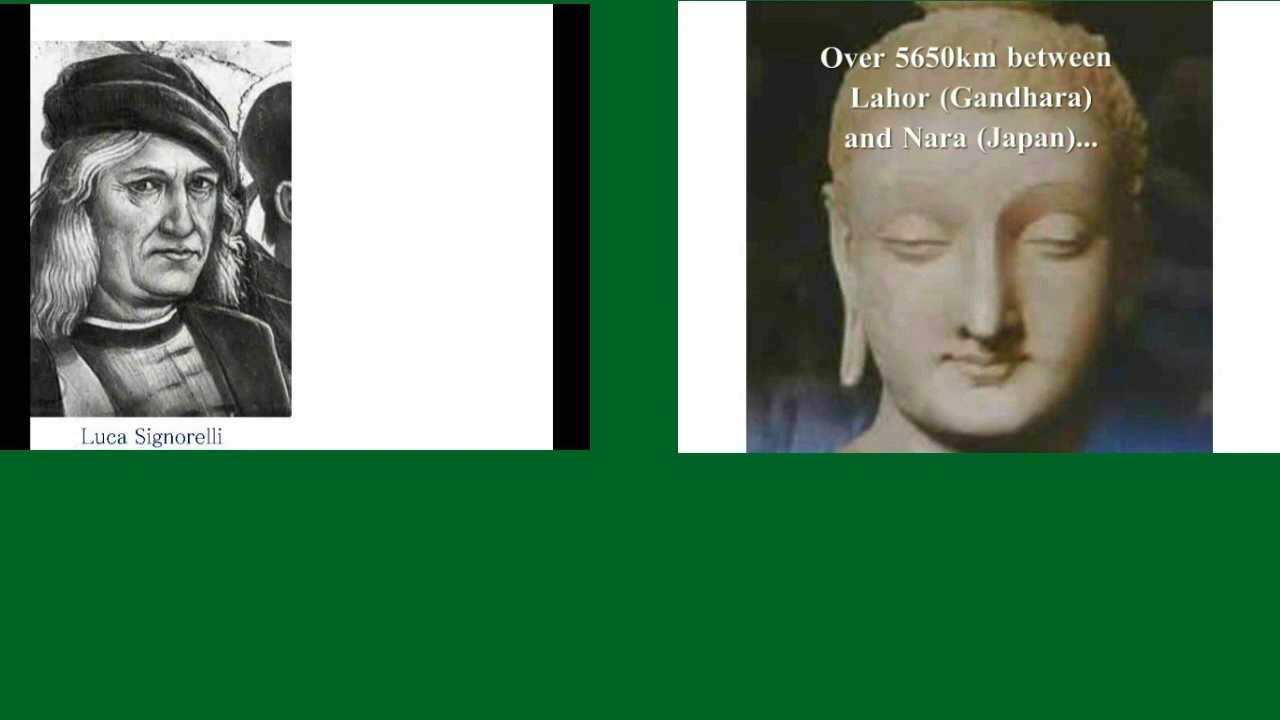 Luca Signorelli
Over 5650km between
Lahor (Gandhara)
and Nara (Japan)...